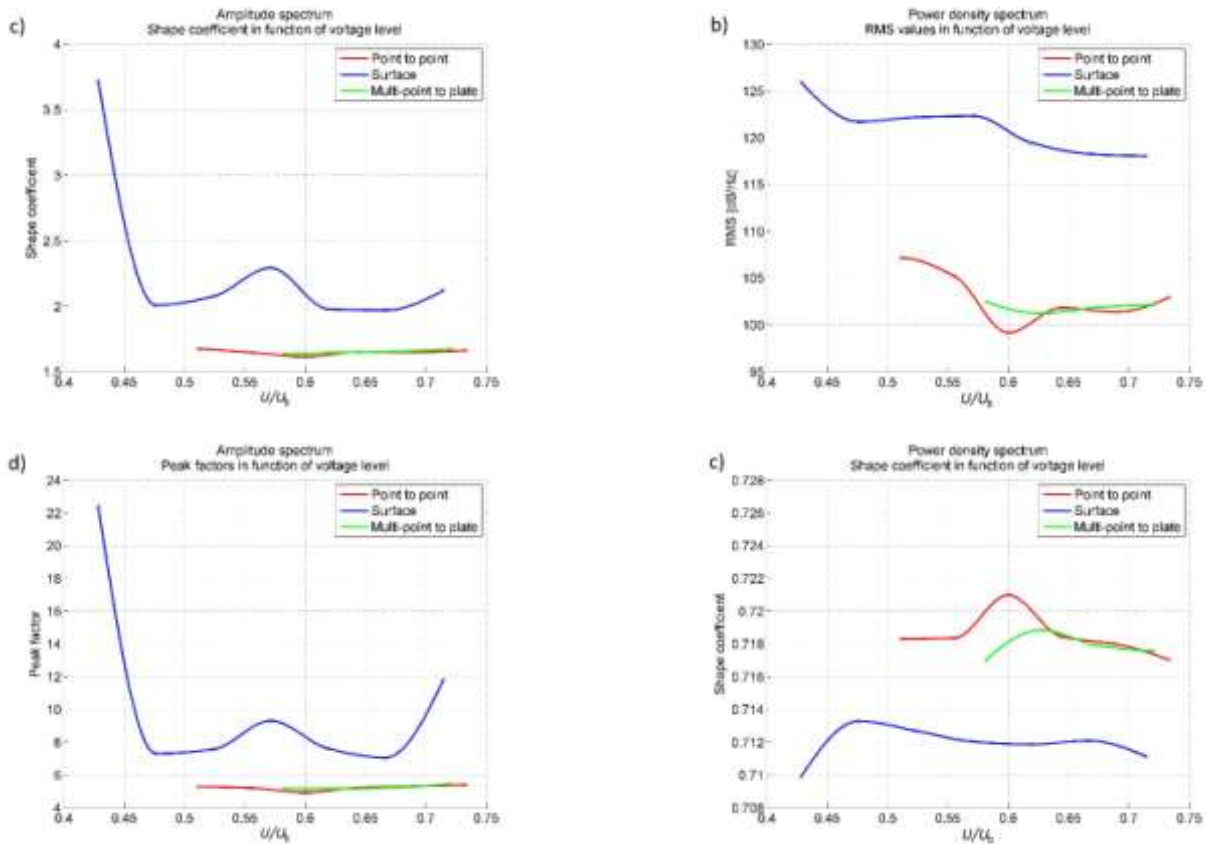 c)
Amplitude spectrum
Shape coefficient in function of voltage level
4
3.5
3
2.5
2
1.5
Shape coefficient
Point to point
Surface
Multi-point to plate
0.4
0.45
0.5
0.55
0.6
0.65
0.7
0.75
U/Ub
b)
Power density spectrum
RMS values in function of voltage level
130
125
120
115
110
105
100
95
RMS [dB/Hz]
Point to point
Surface
Multi-point to plate
0.4
0.45
0.5
0.55
0.6
0.65
0.7
0.75
U/Ub
d)
Amplitude spectrum
Peak factors in function of voltage level
24
22
20
18
16
14
12
10
8
6
4
Peak factor
Point to point
Surface
Multi-point to plate
0.4
0.45
0.5
0.55
0.6
0.65
0.7
0.75
U/Ub
c)
Power density spectrum
Shape coefficient in function of voltage level
0.728
0.726
0.724
0.722
0.72
0.718
0.716
0.714
0.712
0.71
0.708
Shape coefficient
Point to point
Surface
Multi-point to plate
0.4
0.45
0.5
0.55
0.6
0.65
0.7
0.75
U/Ub